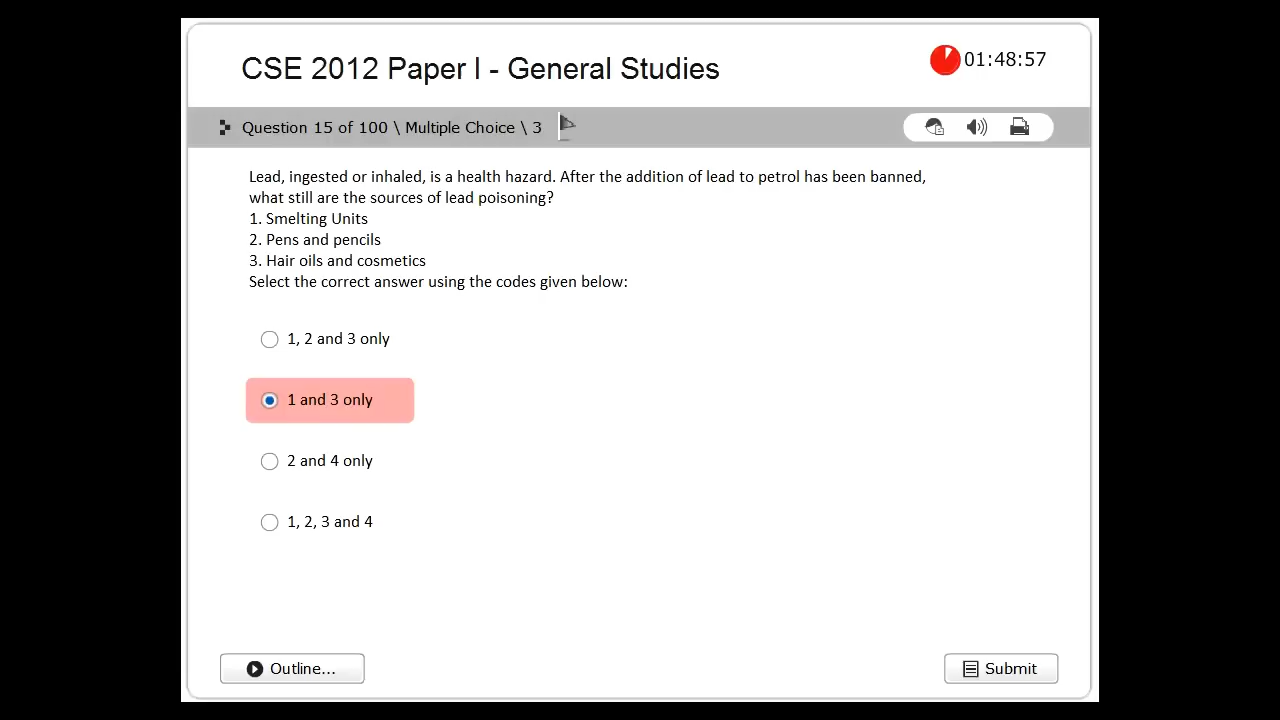 CSE 2012 Paper I - General Studies
01:48:57
Question 15 of 100 \ Multiple Choice \ 3
Lead, ingested or inhaled, is a health hazard. After the addition of lead to petrol has been banned,
what still are the sources of lead poisoning?
1. Smelting Units
2. Pens and pencils
3. Hair oils and cosmetics
Select the correct answer using the codes given below:
1, 2 and 3 only
1 and 3 only
2 and 4 only
1, 2, 3 and 4
Outline...
Submit